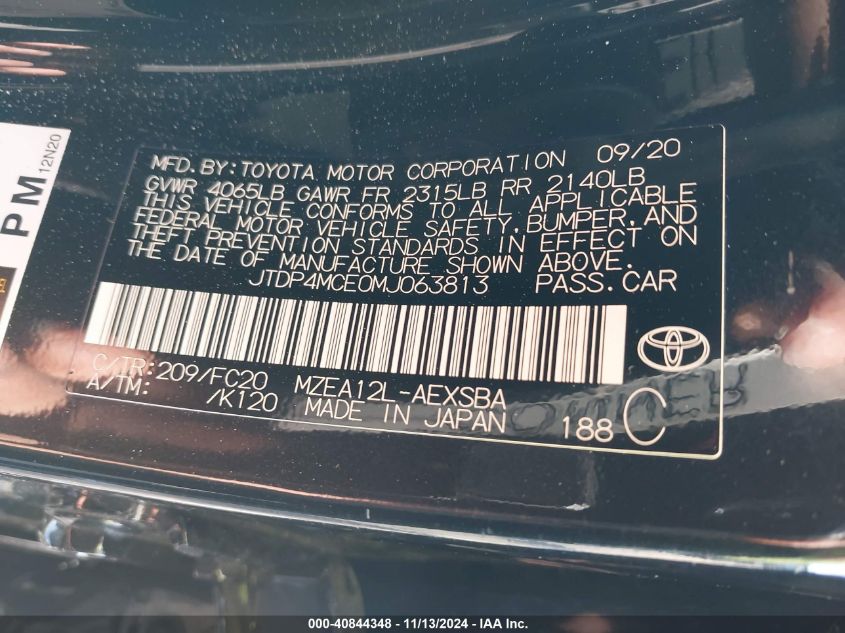 PM
12N20
MFD.BY:TOYOTA MOTOR CORPORATION 09/20
GVWR 4065LB GAWR FR 2315LB RR 2140LB
THIS VEHICLE CONFORMS TO ALL APPLICABLE
FEDERAL MOTOR VEHICLE SAFETY,BUMPER,AND
THEFT PREVENTION STANDARDS IN EFFECT ON
THE DATE OF MANUFACTURE SHOWN ABOVE.
JTDP4MCE0MJ063813 PASS.CAR
C/TR:209/FC20 MZEA12L-AEXSBA
A/TM: /K120 MADE IN JAPAN 188 C
000-40844348 - 11/13/2024 - IAA Inc.